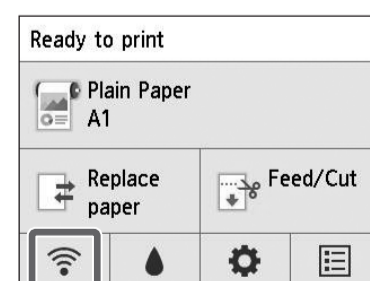 Ready to print
Plain Paper
A1
Replace
paper
Feed/Cut